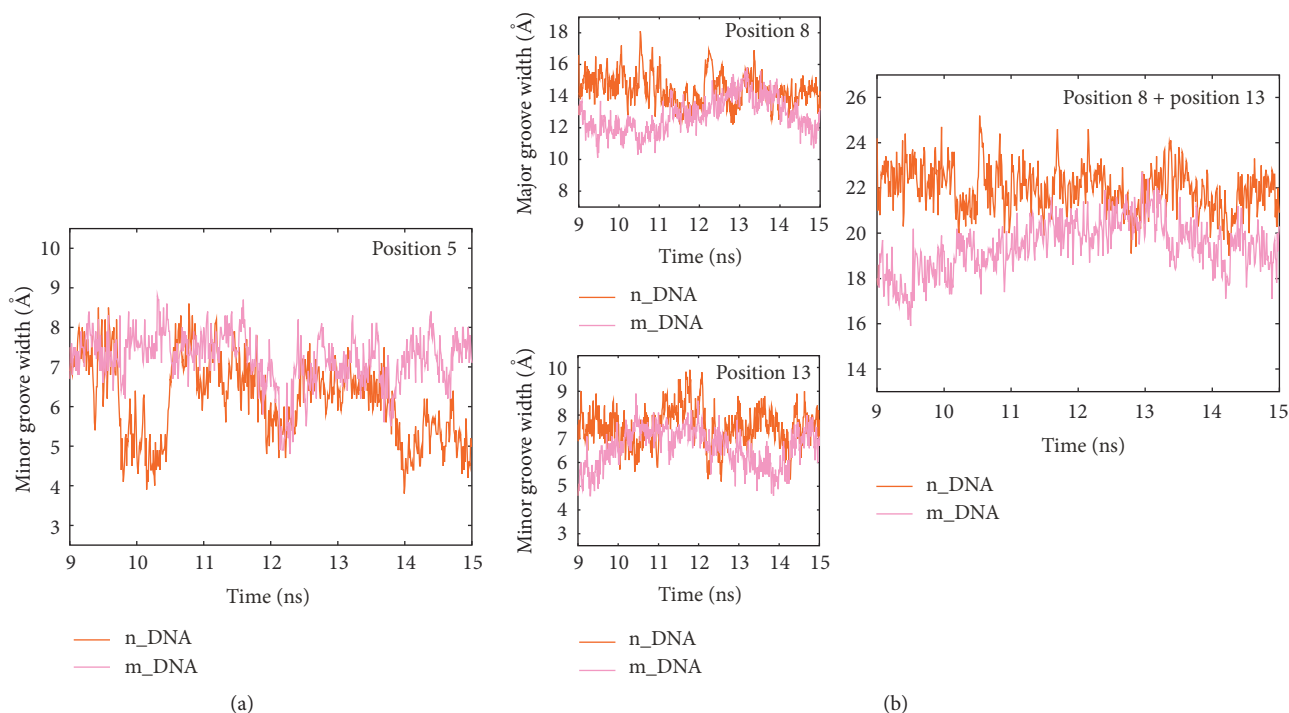 Minor groove width (Å)
10
9
8
7
6
5
4
3
Position 5
9 10 11 12 13 14 15
Time (ns)
n_DNA
m_DNA
(a)
Major groove width (Å)
18
16
14
12
10
8
Position 8
9 10 11 12 13 14 15
Time (ns)
n_DNA
m_DNA
Minor groove width (Å)
10
9
8
7
6
5
4
3
Position 13
9 10 11 12 13 14 15
Time (ns)
n_DNA
m_DNA
26
24
22
20
18
16
14
13
Position 8 + position 13
9 10 11 12 13 14 15
Time (ns)
n_DNA
m_DNA
(b)